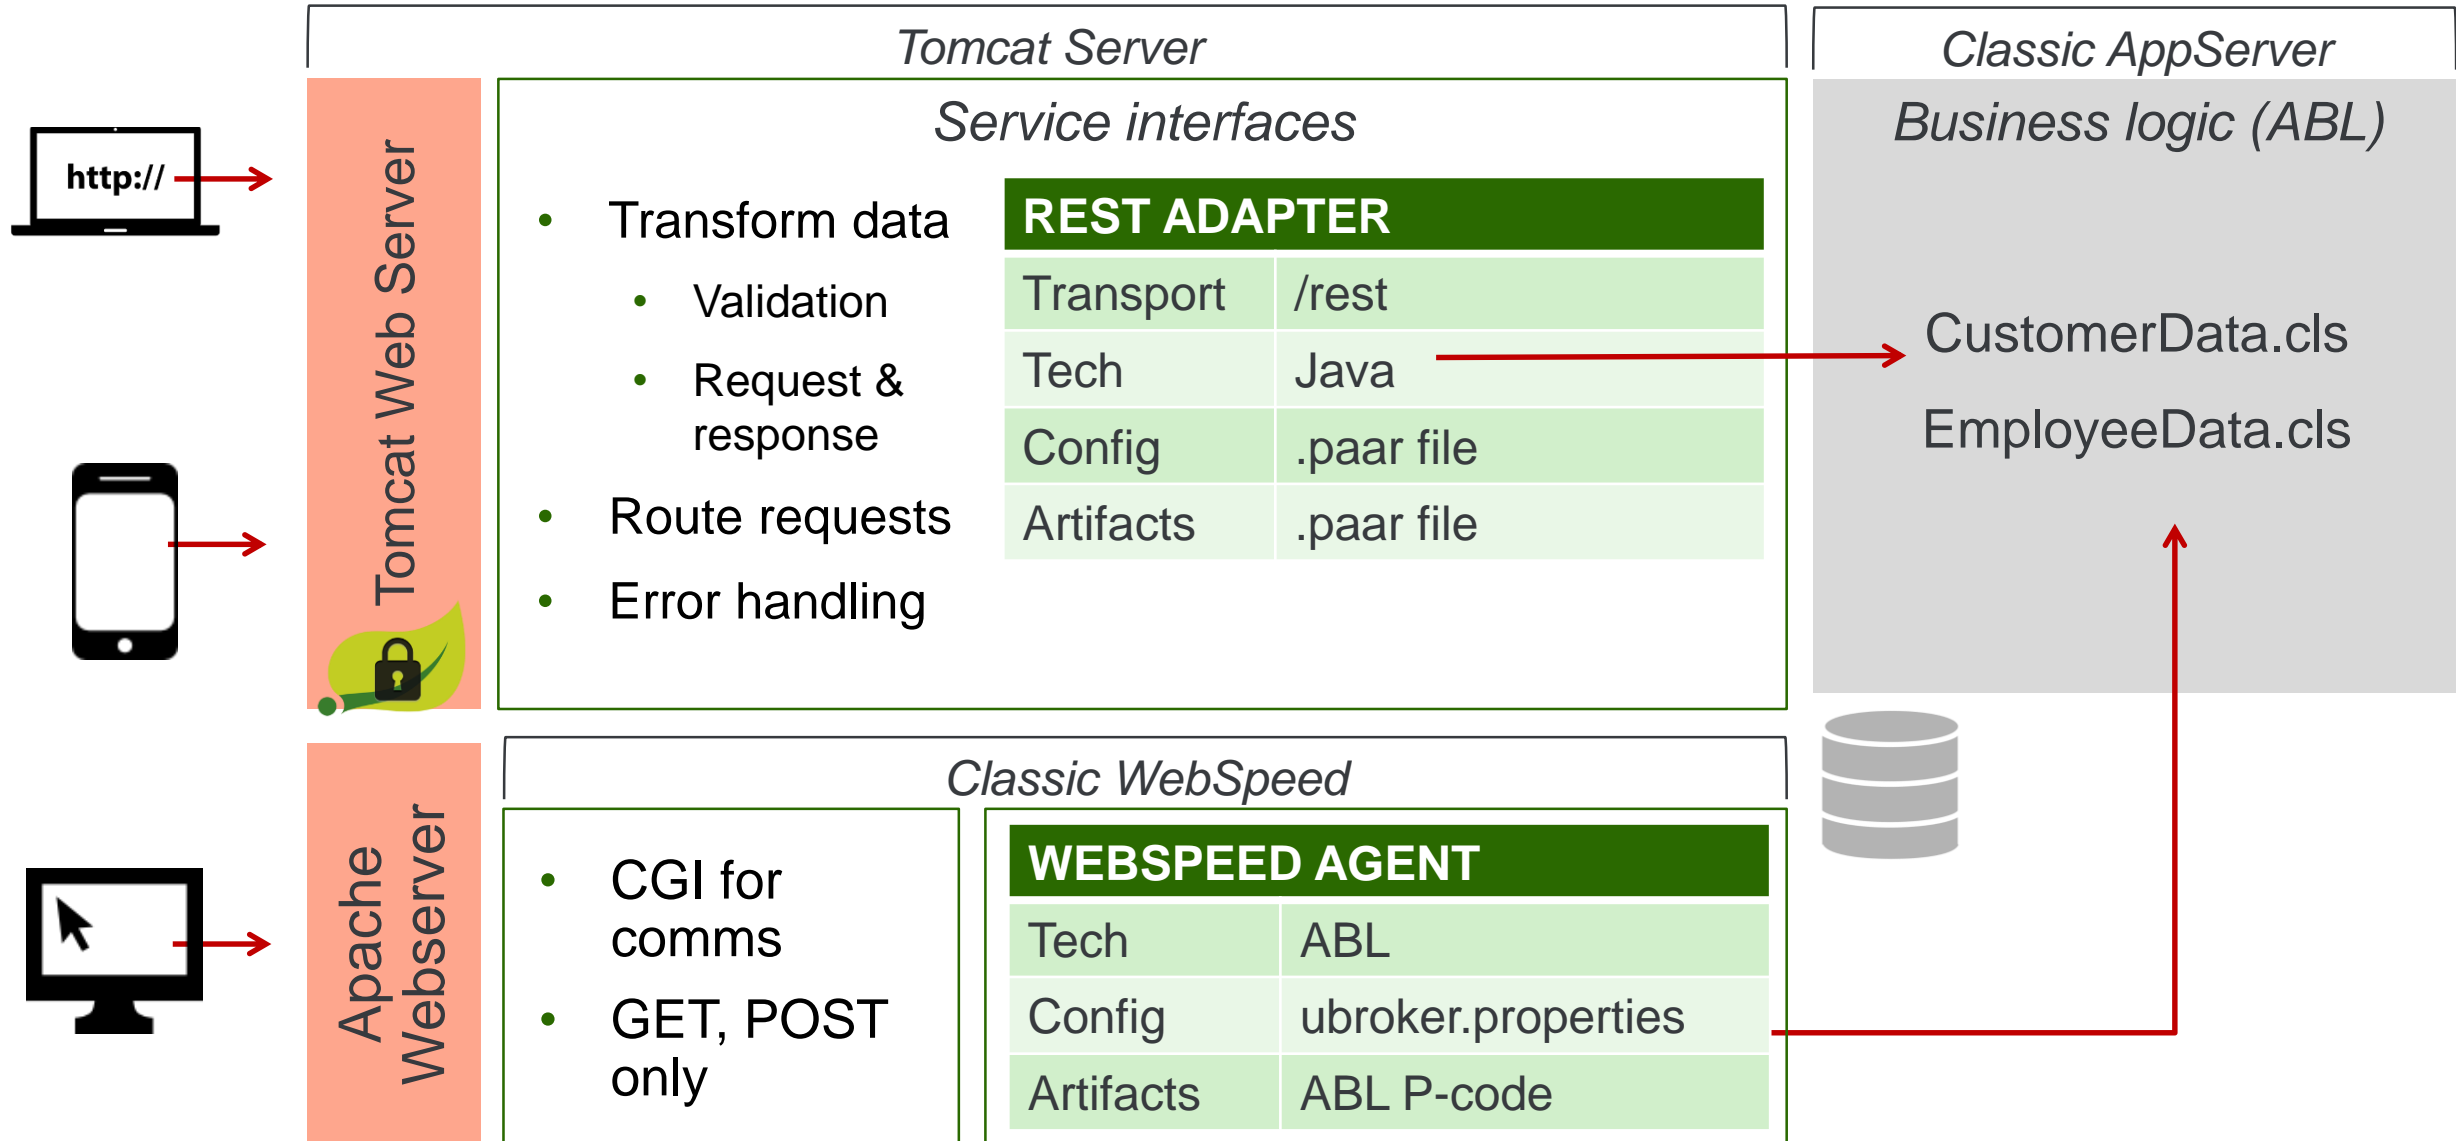 Tomcat Server
Classic AppServer
http://
Tomcat Web Server
Service interfaces
• Transform data
• Validation
• Request &
response
• Route requests
• Error handling
REST ADAPTER
Transport /rest
Tech Java
Config .paar file
Artifacts .paar file
Business logic (ABL)
CustomerData.cls
EmployeeData.cls
Apache
Webserver
Classic WebSpeed
• CGI for
comms
• GET, POST
only
WEBSPEED AGENT
Tech ABL
Config ubroker.properties
Artifacts ABL P-code